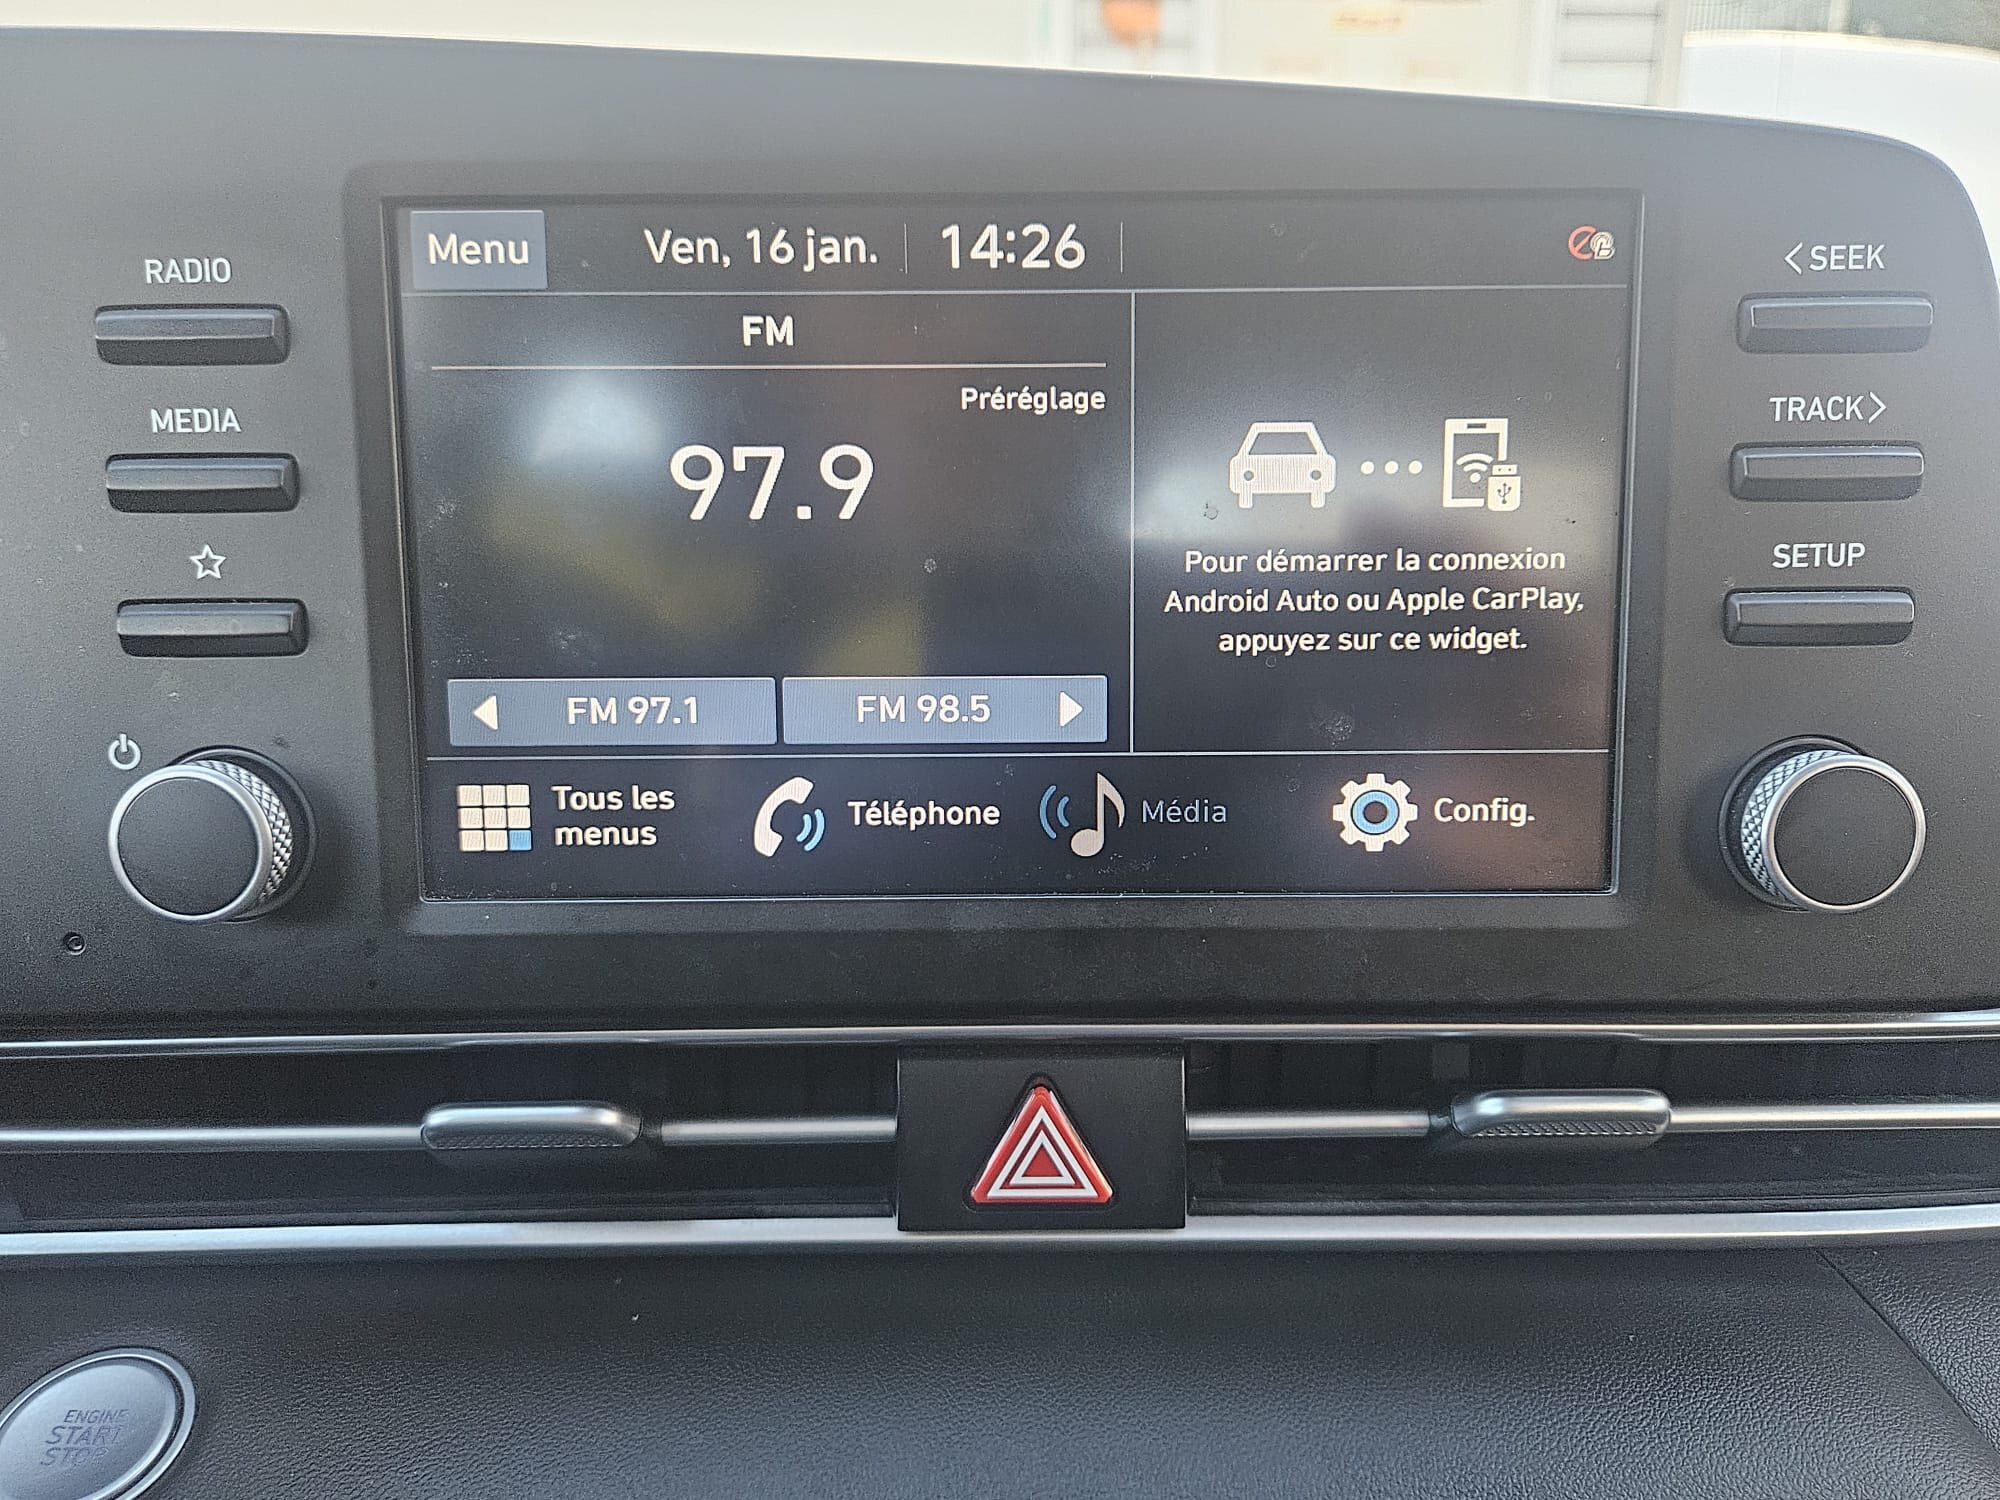 RADIO
MEDIA
Menu
Ven, 16 jan.
14:26
FM
Préréglage
97.9
FM 97.1
FM 98.5
Pour démarrer la connexion
Android Auto ou Apple CarPlay,
appuyez sur ce widget.
Tous les
menus
Téléphone
Média
Config.
<SEEK
TRACK>
SETUP
ENGINE
START
STOP